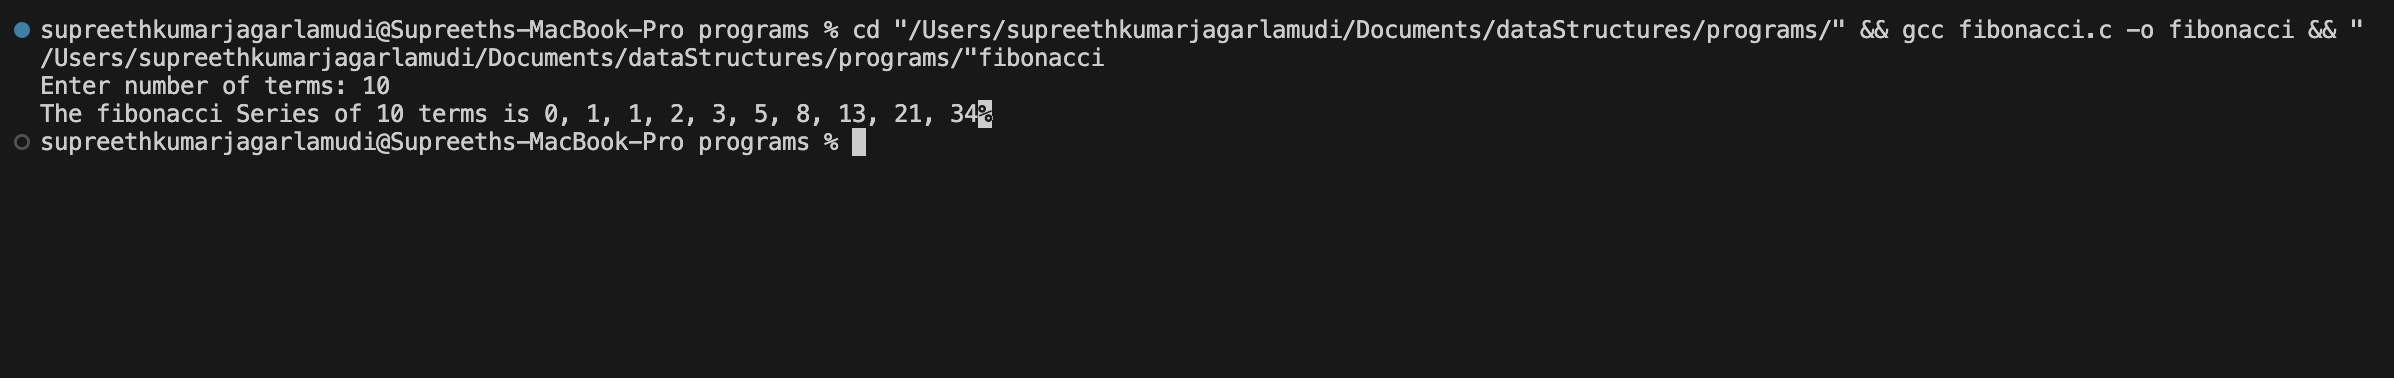 supreethkumarjagarlamudi@Supreeths-MacBook-Pro programs % cd "/Users/supreethkumarjagarlamudi/Documents/dataStructures/programs/" && gcc fibonacci.c -o fibonacci && "
/Users/supreethkumarjagarlamudi/Documents/dataStructures/programs/"fibonacci
Enter number of terms: 10
The fibonacci Series of 10 terms is 0, 1, 1, 2, 3, 5, 8, 13, 21, 34%
supreethkumarjagarlamudi@Supreeths-MacBook-Pro programs %